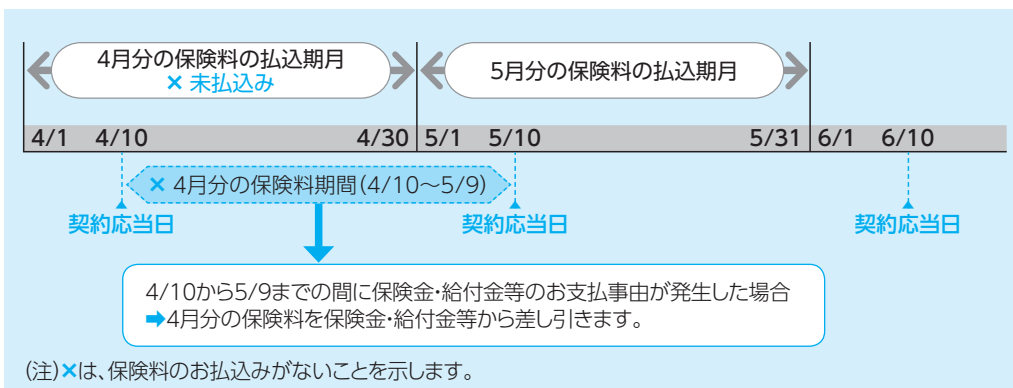 4月分の保険料の払込期月
× 未払込み
5月分の保険料の払込期月
4/1 4/10 4/30 5/1 5/10 5/31 6/1 6/10
× 4月分の保険料期間(4/10〜5/9)
契約応当日 契約応当日 契約応当日
4/10から5/9までの間に保険金・給付金等のお支払事由が発生した場合
➡4月分の保険料を保険金・給付金等から差し引きます。
(注)×は、保険料のお払込みがないことを示します。